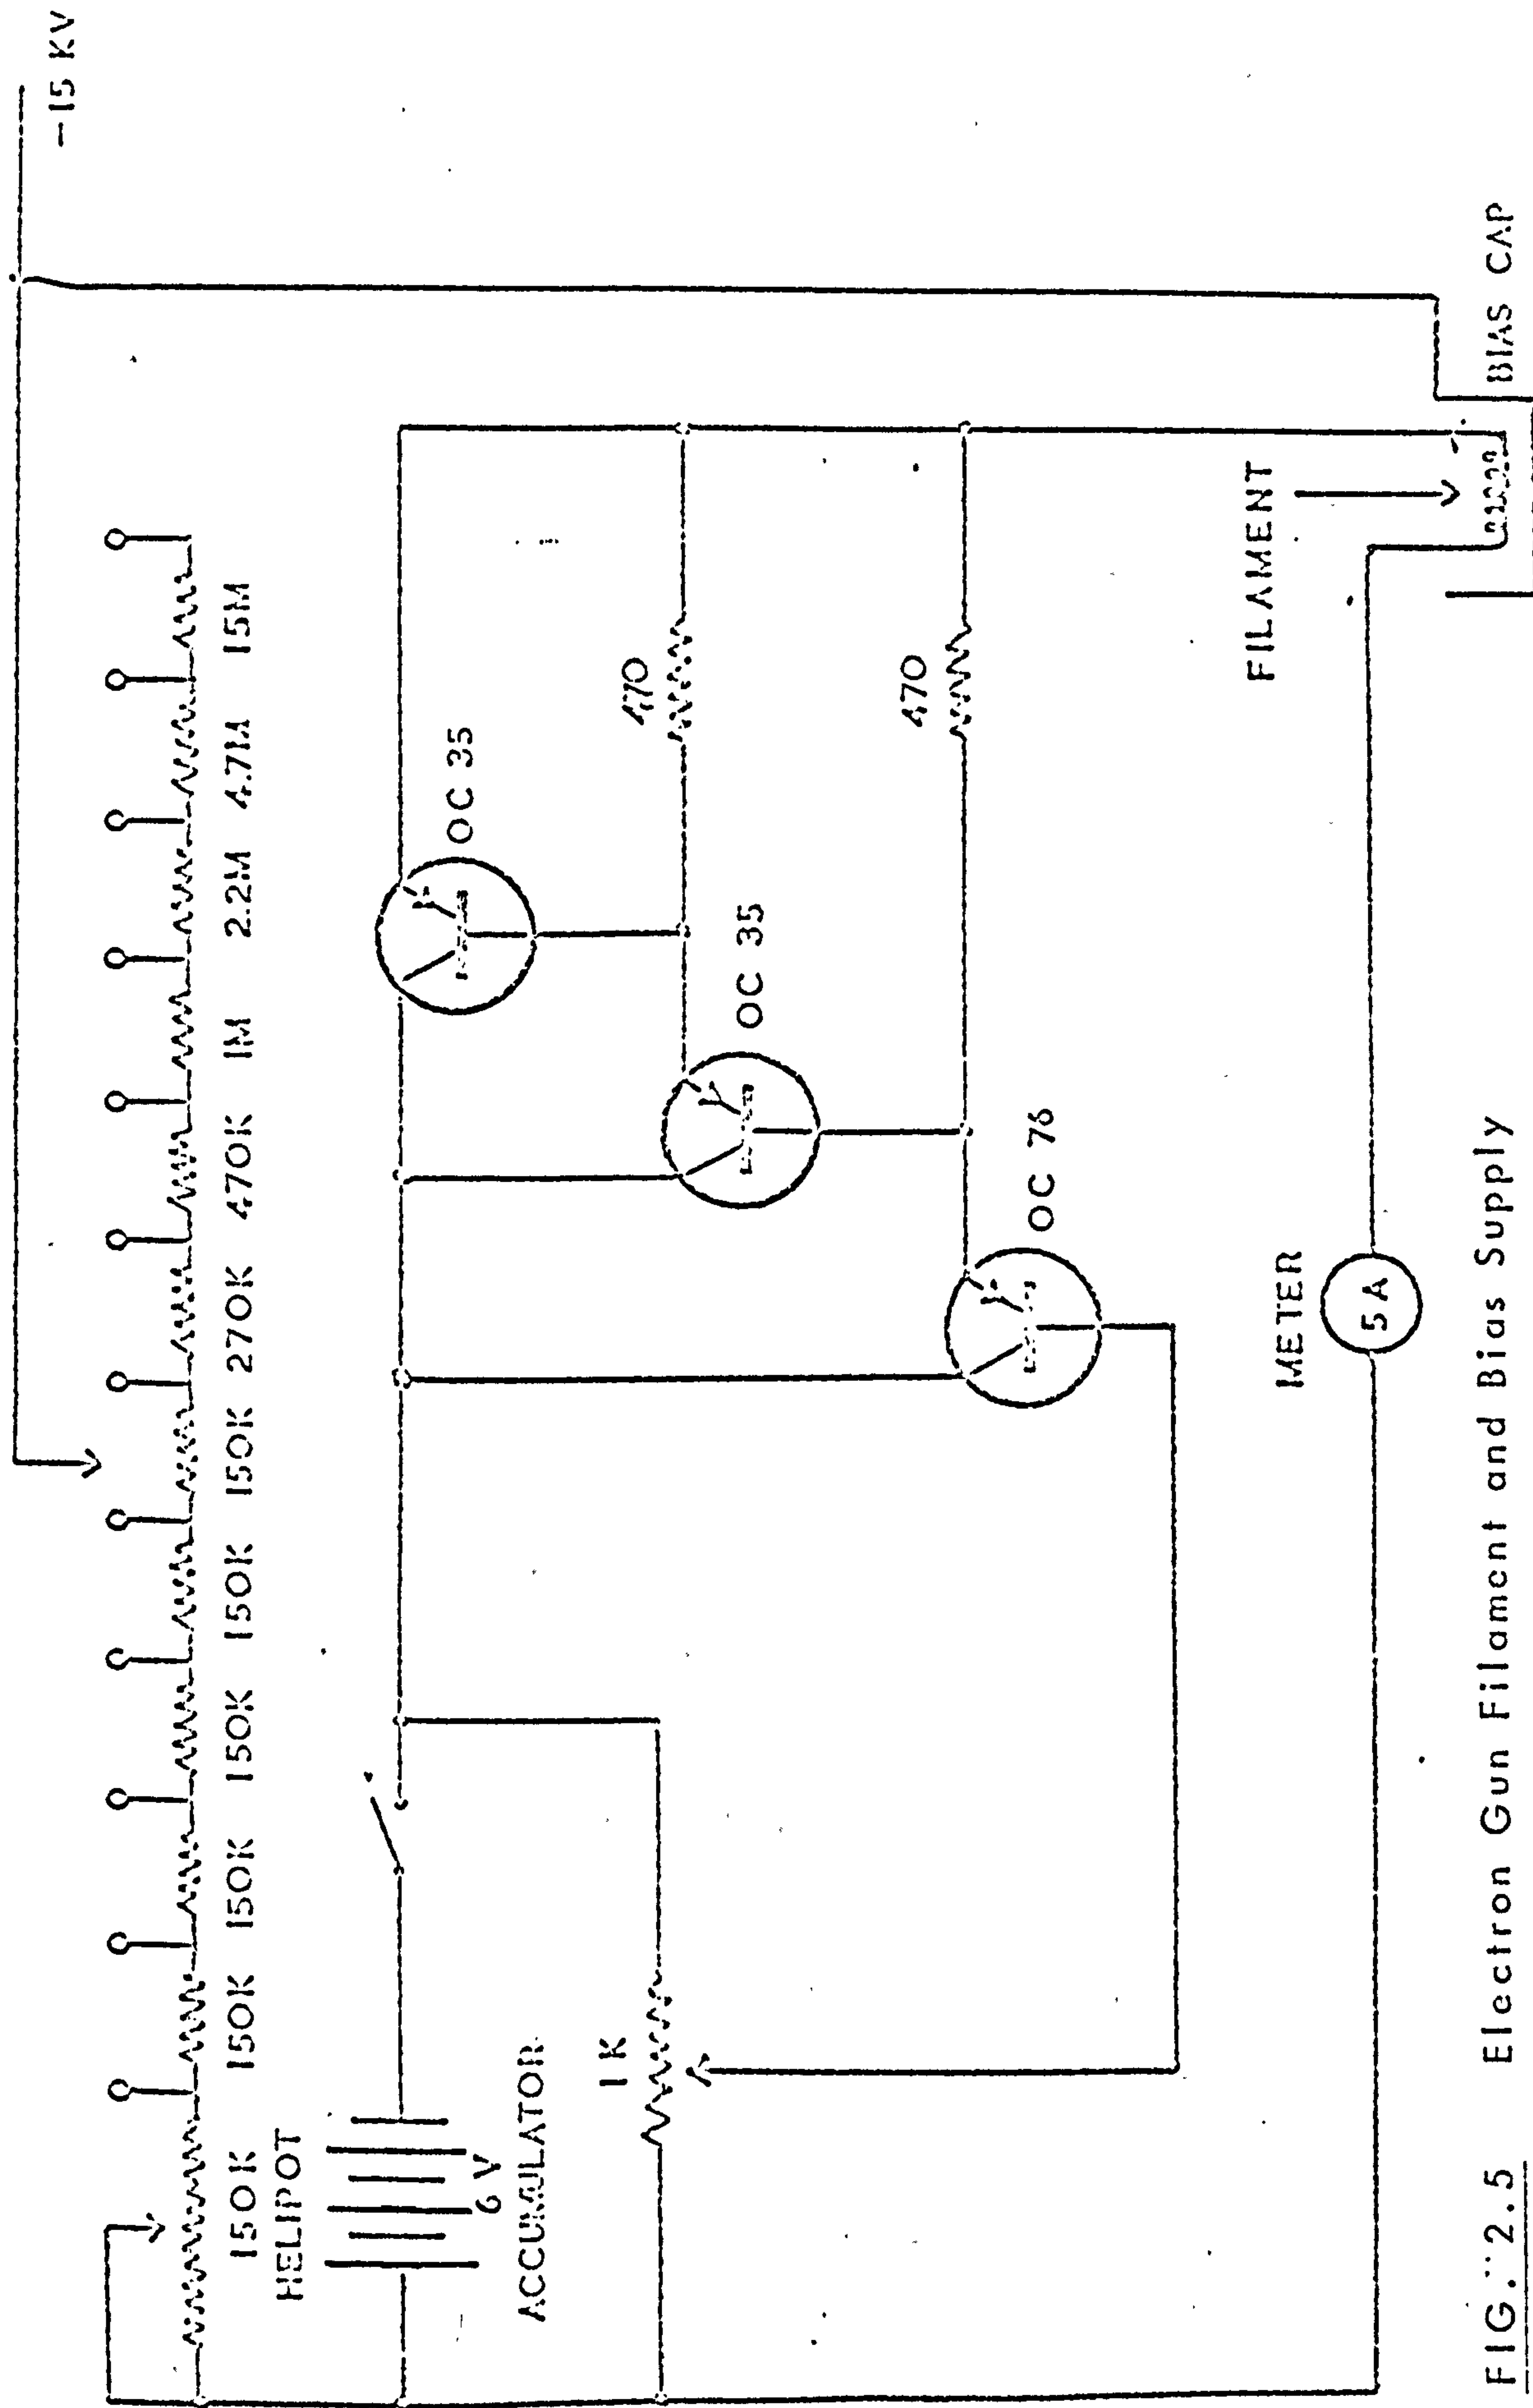 −15 KV
150K 150K 150K 150K 150K 150K 270K 470K 1M 2.2M 4.7M 15M
HELIPOT
OC 35
6 V
ACCUMULATOR
1K
470
OC 35
470
OC 76
FILAMENT
METER
5A
BIAS CAP
FIG. 2.5 Electron Gun Filament and Bias Supply